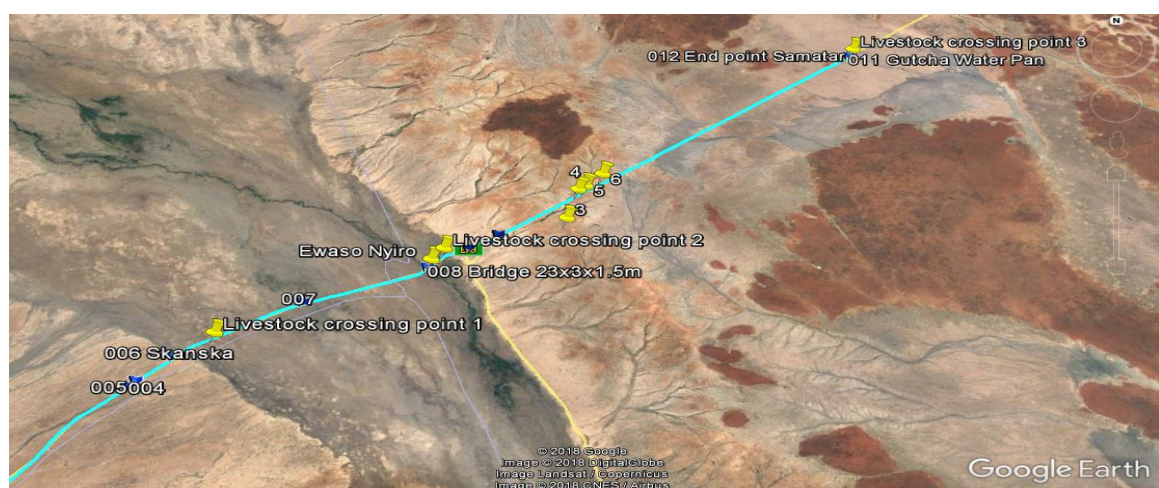 N
Livestock crossing point 3
012 End point Samatar
011 Gutcha Water Pan
4
6
5
3
Livestock crossing point 2
Ewaso Nyiro
008 Bridge 23x3x1.5m
007
Livestock crossing point 1
006 Skanska
005004
© 2018 Google
Image © 2018 DigitalGlobe
Image Landsat / Copernicus
Image © 2018 CNES / Airbus
Google Earth